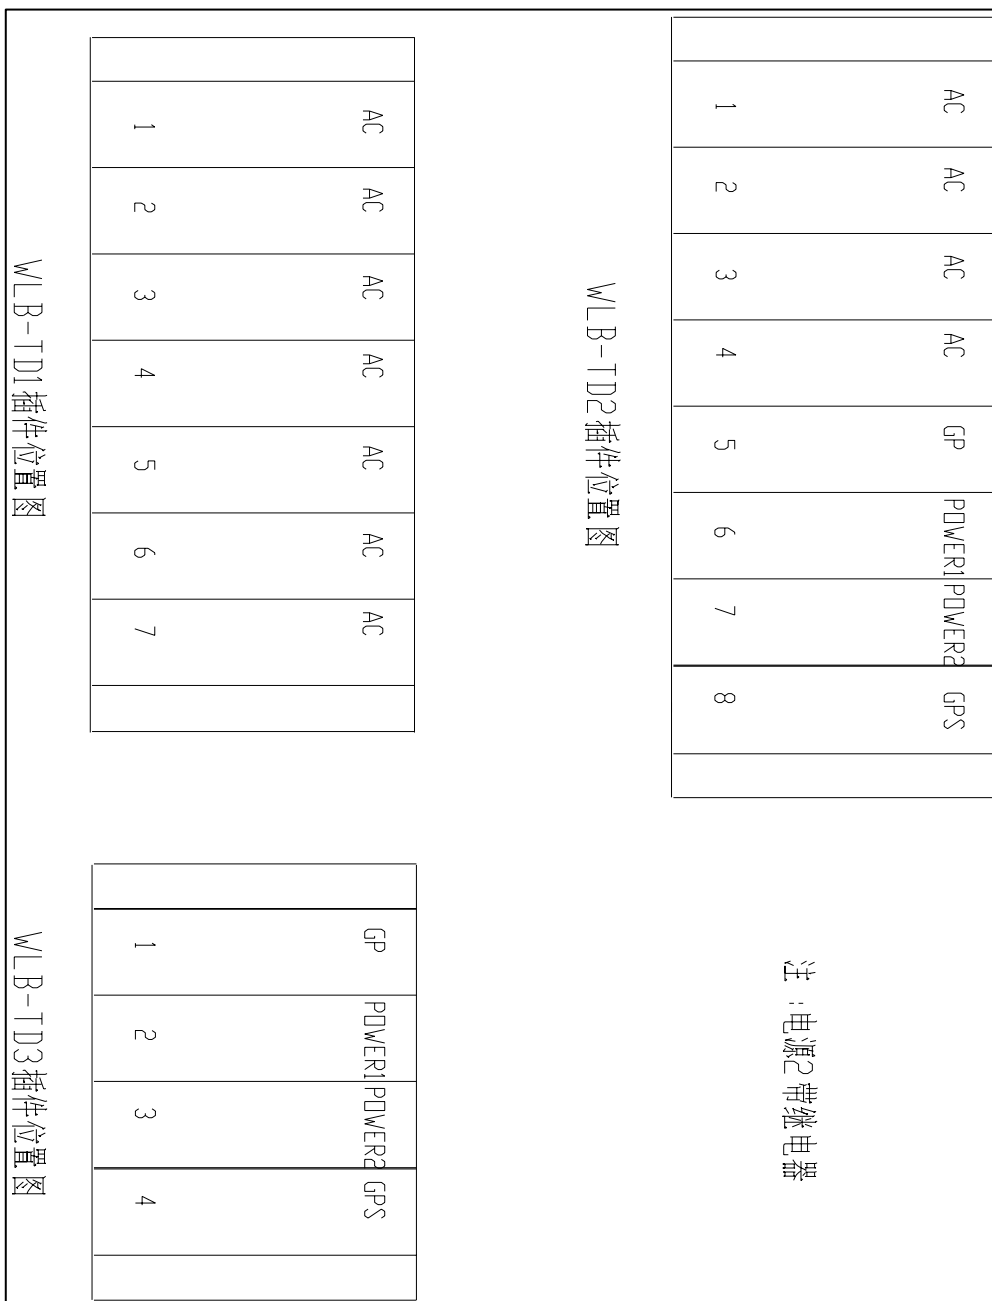 AC AC AC AC GP POWER1 POWER2 GPS
1 2 3 4 5 6 7 8
WLB-TD2插件位置图
注:电源2带继电器
AC AC AC AC AC AC AC
1 2 3 4 5 6 7
WLB-TD1插件位置图
GP POWER1 POWER2 GPS
1 2 3 4
WLB-TD3插件位置图